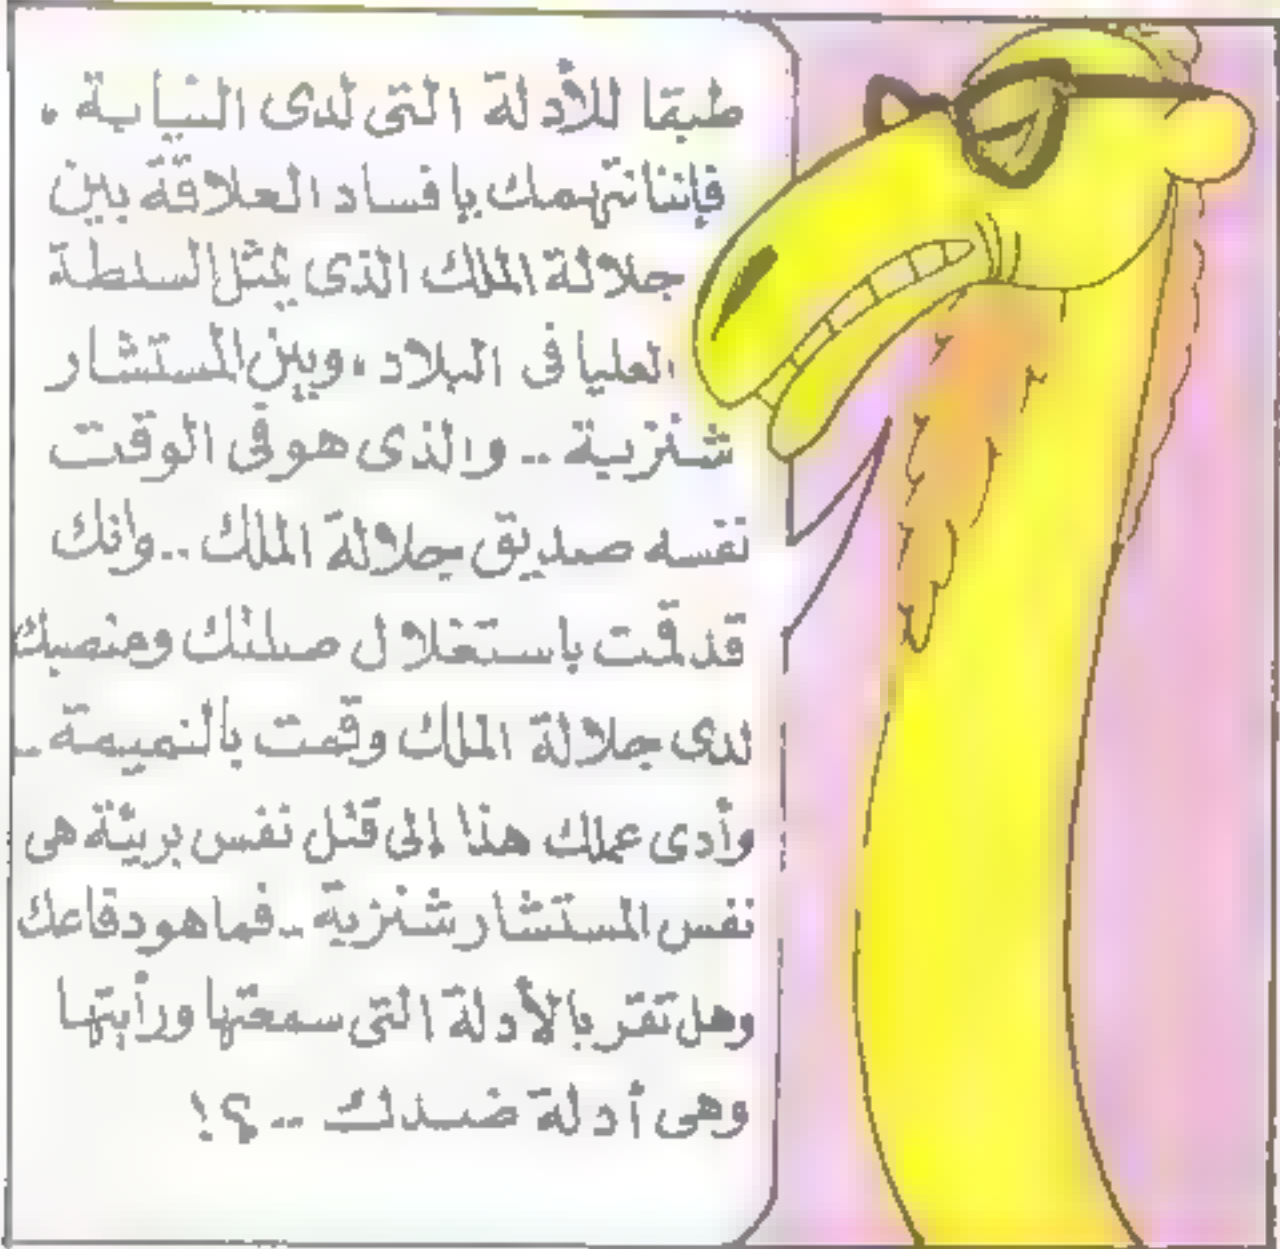 طبقا للأدلة التى لدى النيابة ،
فإننا نتهمك بإفساد العلاقة بين
جلالة الملك الذى يمثل السلطة
العليا فى البلاد ، وبين المستشار
شنزبة .. والذى هو فى الوقت
نفسه صديق جلالة الملك .. وانك
قد قمت باستغلال صلتك ومنصبك
لدى جلالة الملك وقمت بالنميمة ..
وأدى عملك هذا إلى قتل نفس بريئة هى
نفس المستشار شنزبة .. فما هو دفاعك
وهل تقر بالأدلة التى سمعتها ورأيتها
وهى أدلة ضدك .. ؟!